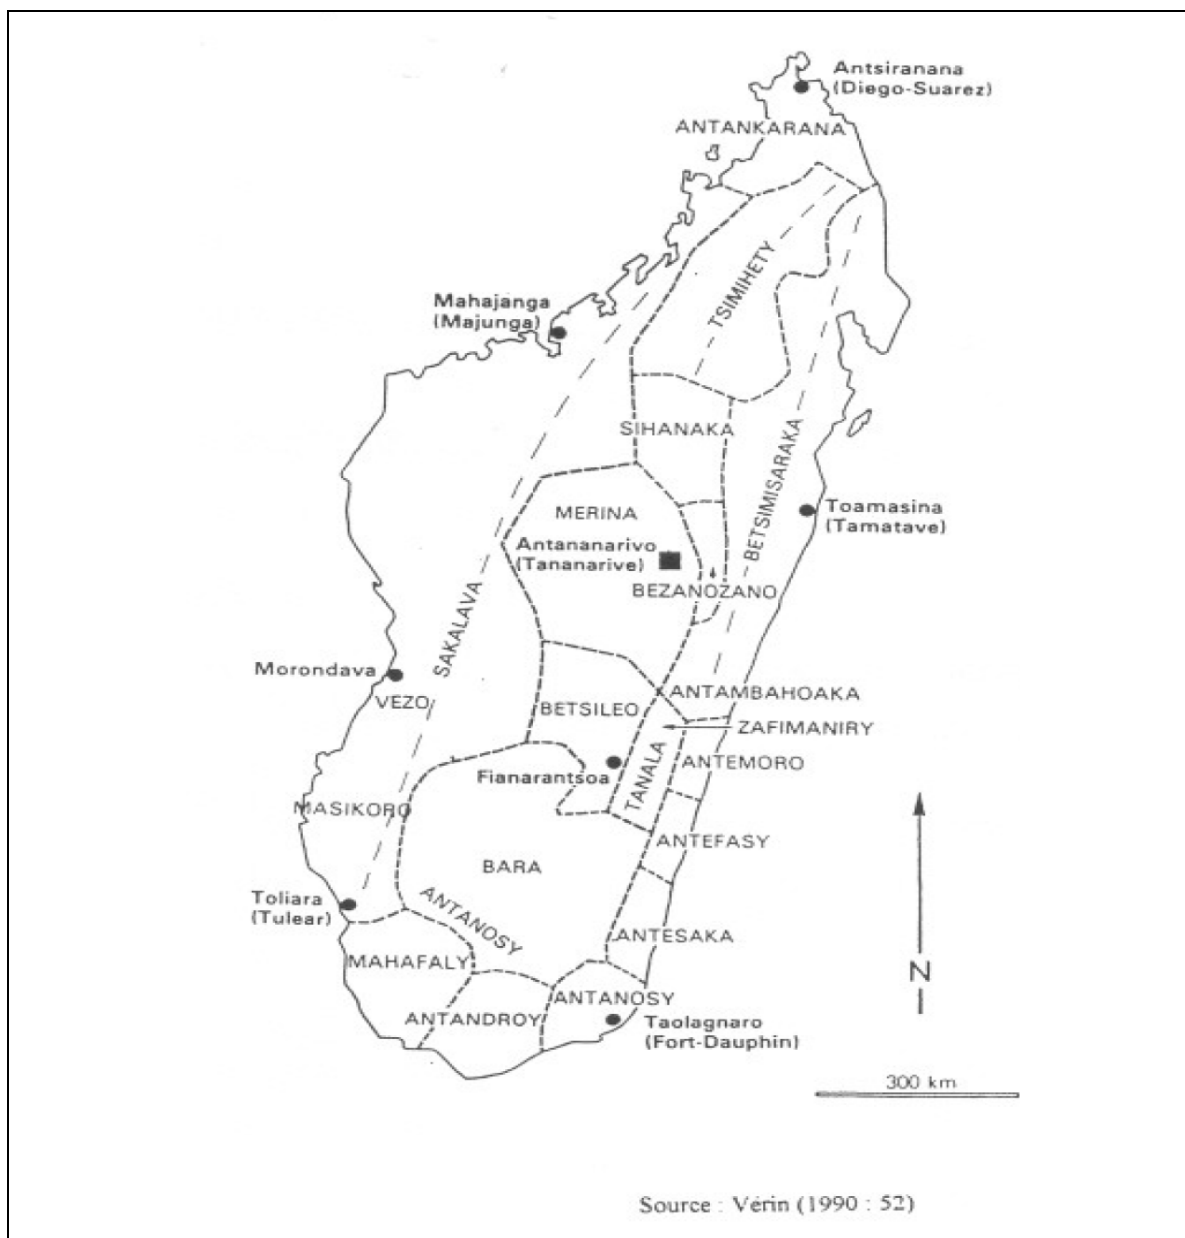 Antsiranana
(Diego-Suarez)
ANTANKARANA
TSIMIHETY
Mahajanga
(Majunga)
SIHANAKA
BETSIMISARAKA
MERINA
Toamasina
(Tamatave)
Antananarivo
(Tananarive)
BEZANOZANO
SAKALAVA
Morondava
VEZO
ANTAMBAHOAKA
BETSILEO
ZAFIMANIRY
TANALA
ANTEMORO
Fianarantsoa
MASIKORO
ANTEFASY
BARA
Toliara
(Tulear)
ANTANOSY
ANTESAKA
MAHAFALY
N
ANTANOSY
ANTANDROY
Taolagnaro
(Fort-Dauphin)
300 km
Source : Vérin (1990 : 52)